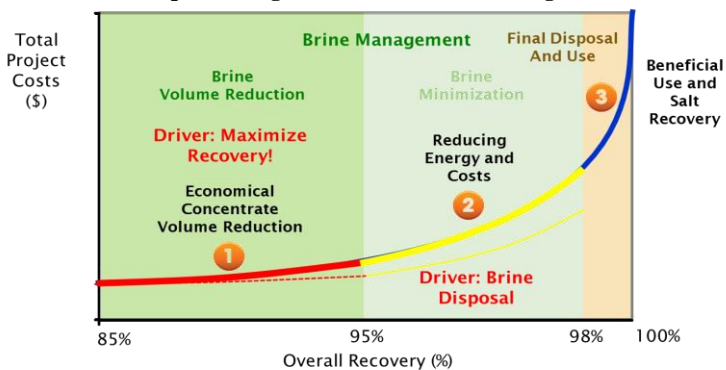 Total
Project
Costs
($)
Brine Management
Final Disposal
And Use
Brine
Volume Reduction
Brine
Minimization
Beneficial
Use and
Salt
Recovery
3
Driver: Maximize
Recovery!
Reducing
Energy and
Costs
Economical
Concentrate
Volume Reduction
2
1
Driver: Brine
Disposal
85%
95%
98%
100%
Overall Recovery (%)